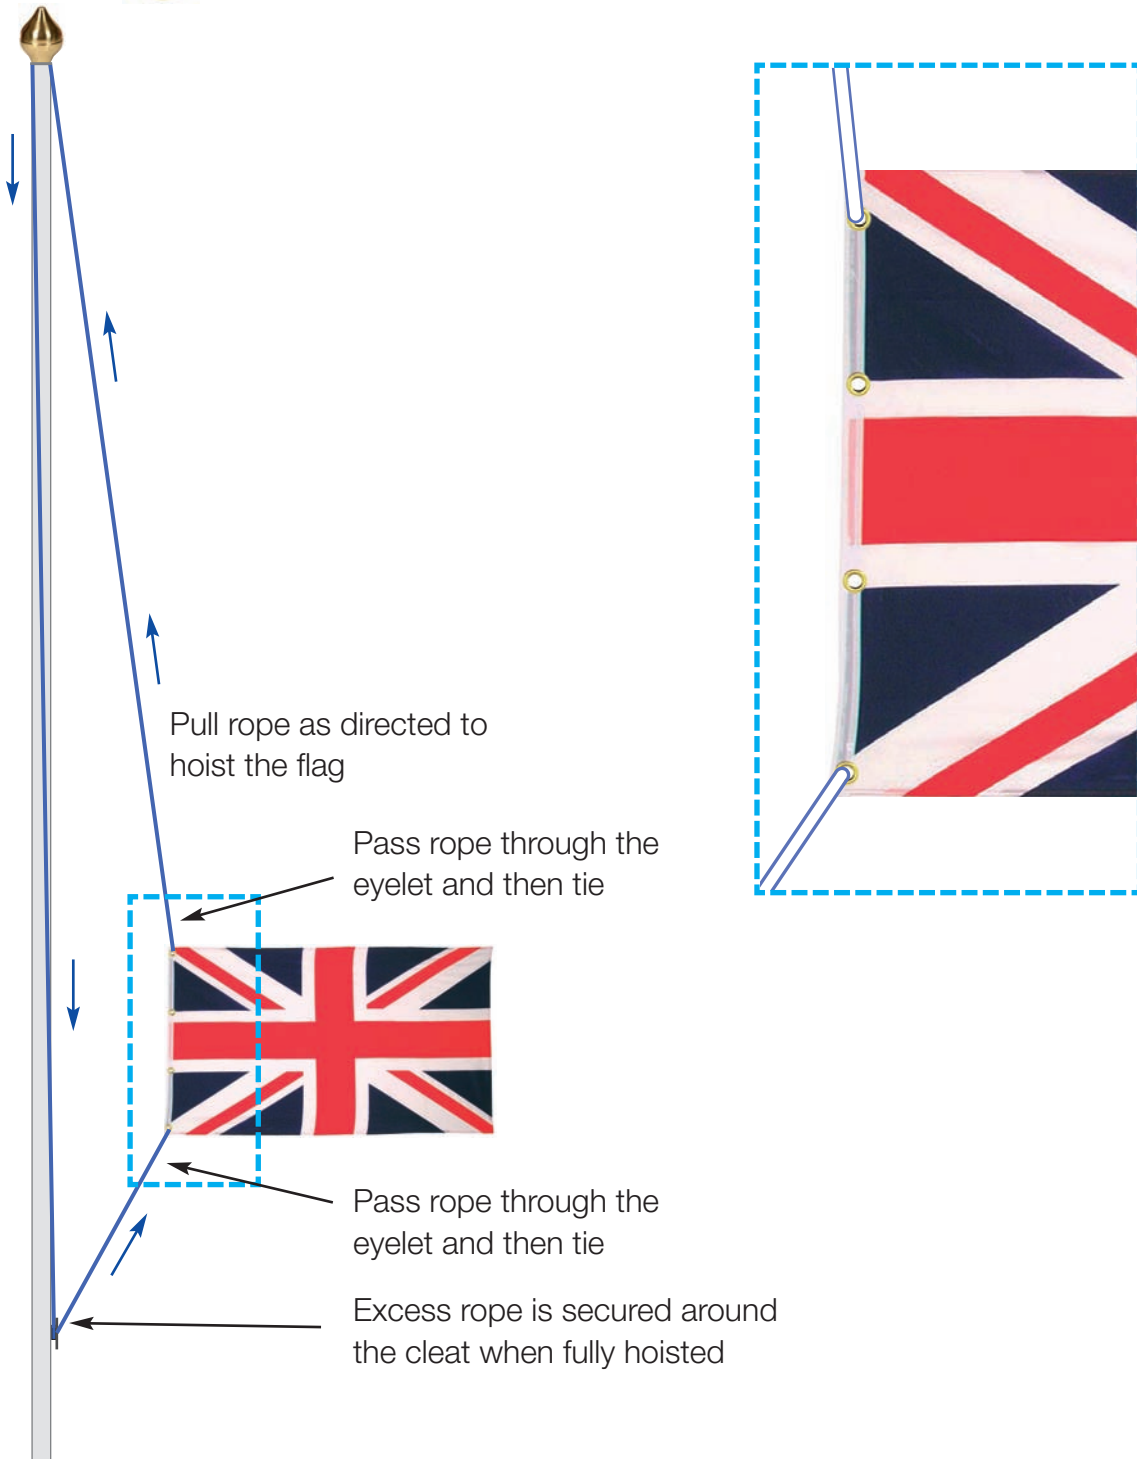 Pull rope as directed to
hoist the flag
Pass rope through the
eyelet and then tie
Pass rope through the
eyelet and then tie
Excess rope is secured around
the cleat when fully hoisted